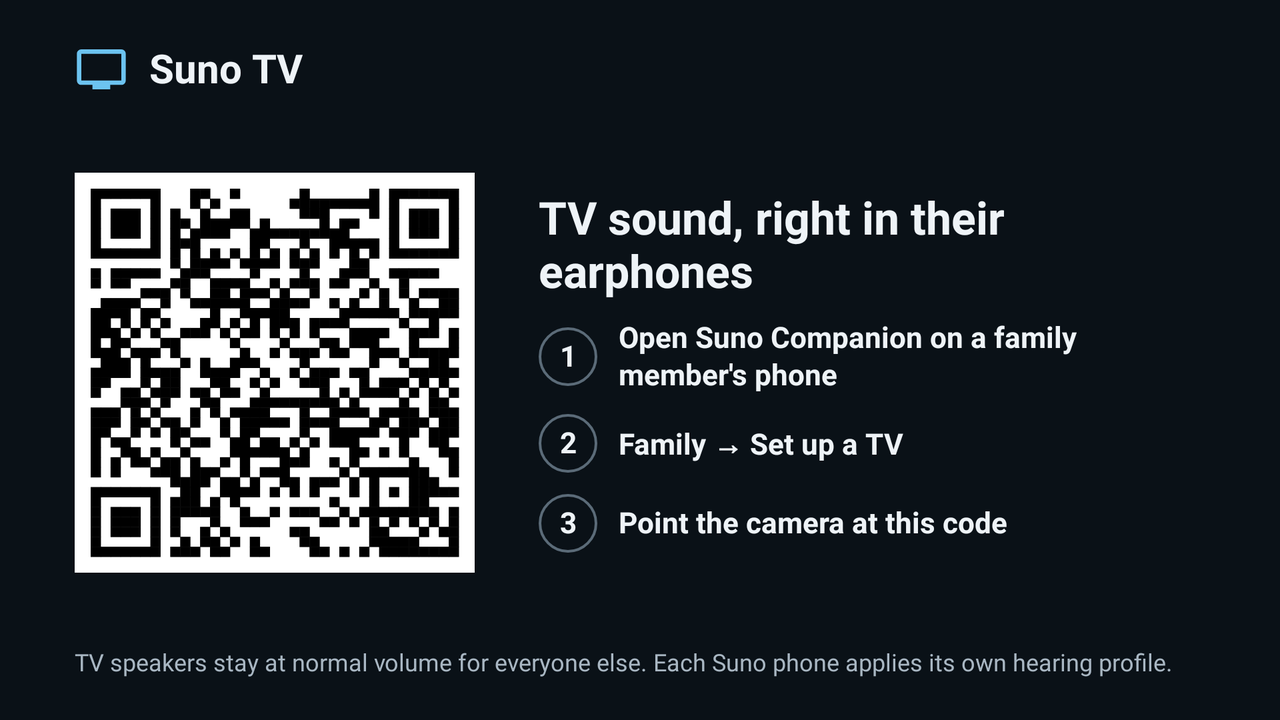 Suno TV
TV sound, right in their
earphones
1
Open Suno Companion on a family
member's phone
2
Family → Set up a TV
3
Point the camera at this code
TV speakers stay at normal volume for everyone else. Each Suno phone applies its own hearing profile.